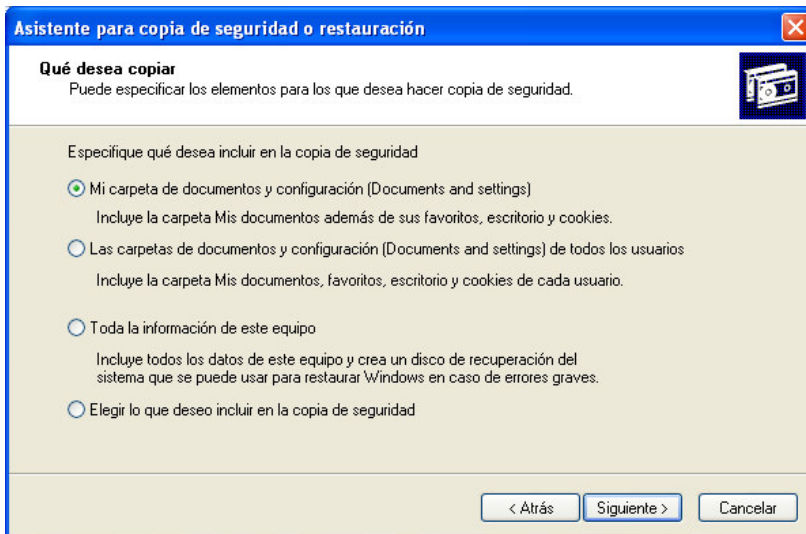 Asistente para copia de seguridad o restauración
Qué desea copiar
Puede especificar los elementos para los que desea hacer copia de seguridad.
Especifique qué desea incluir en la copia de seguridad
Mi carpeta de documentos y configuración (Documents and settings)
Incluye la carpeta Mis documentos además de sus favoritos, escritorio y cookies.
Las carpetas de documentos y configuración (Documents and settings) de todos los usuarios
Incluye la carpeta Mis documentos, favoritos, escritorio y cookies de cada usuario.
Toda la información de este equipo
Incluye todos los datos de este equipo y crea un disco de recuperación del
sistema que se puede usar para restaurar Windows en caso de errores graves.
Elegir lo que deseo incluir en la copia de seguridad
< Atrás
Siguiente >
Cancelar